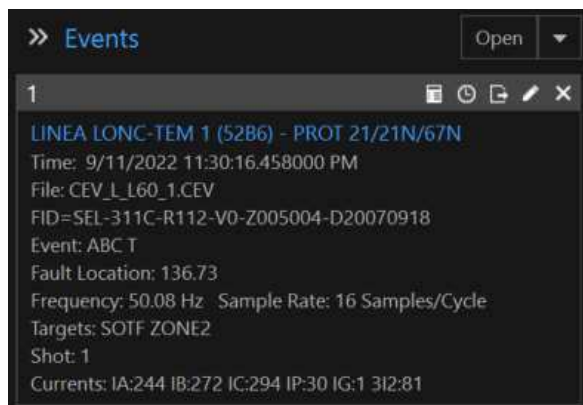 Events
Open
1
LINEA LONC-TEM 1 (52B6) - PROT 21/21N/67N
Time: 9/11/2022 11:30:16.458000 PM
File: CEV_L_L60_1.CEV
FID=SEL-311C-R112-V0-Z005004-D20070918
Event: ABC T
Fault Location: 136.73
Frequency: 50.08 Hz Sample Rate: 16 Samples/Cycle
Targets: SOTF ZONE2
Shot: 1
Currents: IA:244 IB:272 IC:294 IP:30 IG:1 3I2:81